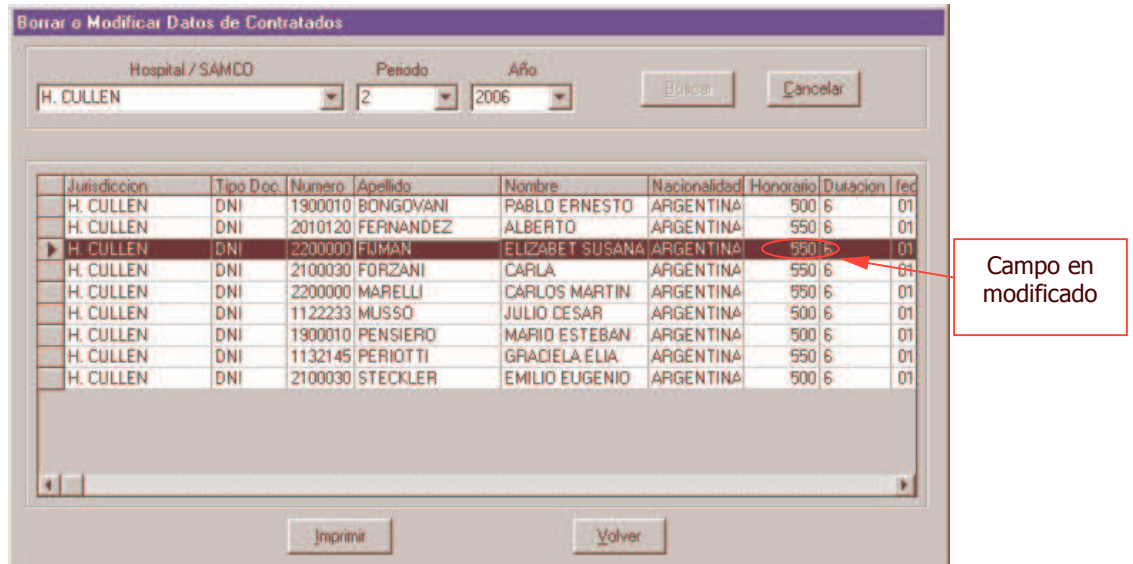 Borrar o Modificar Datos de Contratados
Hospital / SAMCO Periodo Año
H. CULLEN 2 2006 Buscar Cancelar
Jurisdiccion Tipo Doc. Numero Apellido Nombre Nacionalidad Honorario Duracion fec
H. CULLEN DNI 1900010 BONGOVANI PABLO ERNESTO ARGENTINA 500 6 01
H. CULLEN DNI 2010120 FERNANDEZ ALBERTO ARGENTINA 550 6 01
H. CULLEN DNI 2200000 FIJMAN ELIZABET SUSANA ARGENTINA 550 6 01
H. CULLEN DNI 2100030 FORZANI CARLA ARGENTINA 550 6 01
H. CULLEN DNI 2200000 MARELLI CARLOS MARTIN ARGENTINA 550 6 01
H. CULLEN DNI 1122233 MUSSO JULIO CESAR ARGENTINA 500 6 01
H. CULLEN DNI 1900010 PENSIERO MARIO ESTEBAN ARGENTINA 500 6 01
H. CULLEN DNI 1132145 PERIOTTI GRACIELA ELIA ARGENTINA 550 6 01
H. CULLEN DNI 2100030 STECKLER EMILIO EUGENIO ARGENTINA 500 6 01
Campo en
modificado
Imprimir Volver